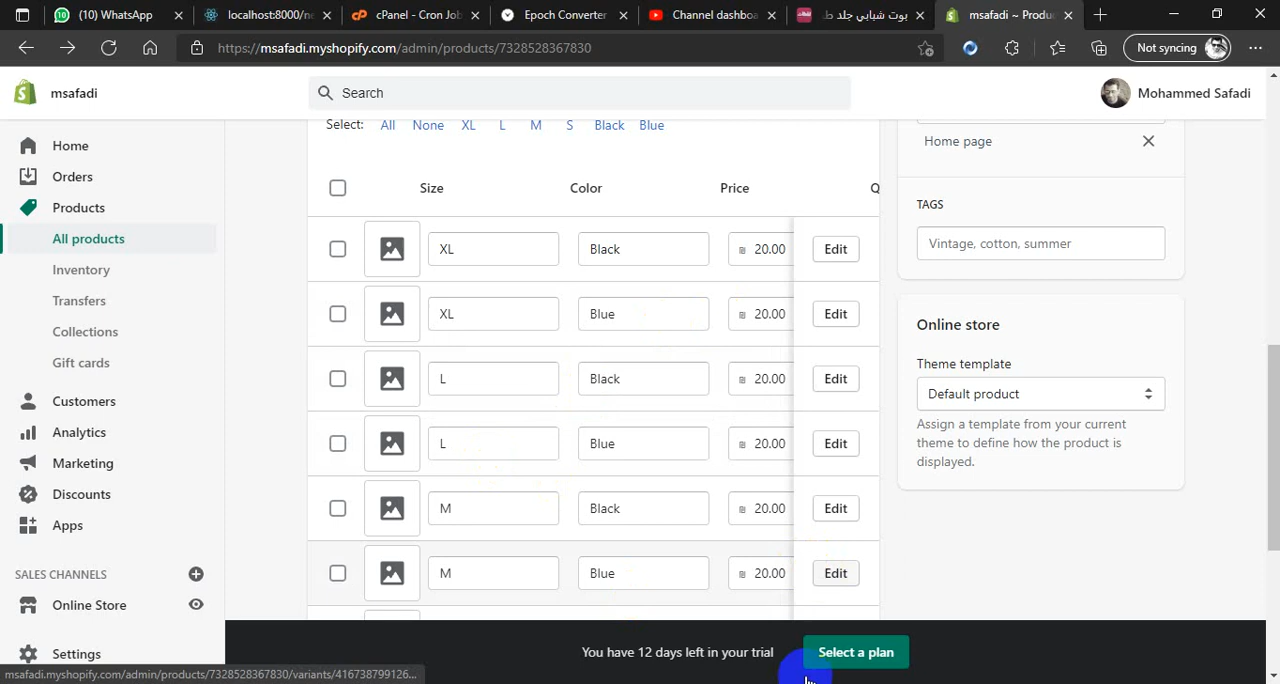 (10) WhatsApp
localhost:8000/ne
cPanel - Cron Job
Epoch Converter
Channel dashboa
بوت شبابي جلد ط
msafadi ~ Produ
https://msafadi.myshopify.com/admin/products/7328528367830
Not syncing
msafadi
Search
Mohammed Safadi
Home
Orders
Products
All products
Inventory
Transfers
Collections
Gift cards
Customers
Analytics
Marketing
Discounts
Apps
SALES CHANNELS
Online Store
Settings
Select: All None XL L M S Black Blue
Size Color Price Q
XL Black ₪ 20.00 Edit
XL Blue ₪ 20.00 Edit
L Black ₪ 20.00 Edit
L Blue ₪ 20.00 Edit
M Black ₪ 20.00 Edit
M Blue ₪ 20.00 Edit
Home page
TAGS
Vintage, cotton, summer
Online store
Theme template
Default product
Assign a template from your current
theme to define how the product is
displayed.
You have 12 days left in your trial
Select a plan
msafadi.myshopify.com/admin/products/7328528367830/variants/416738799126...